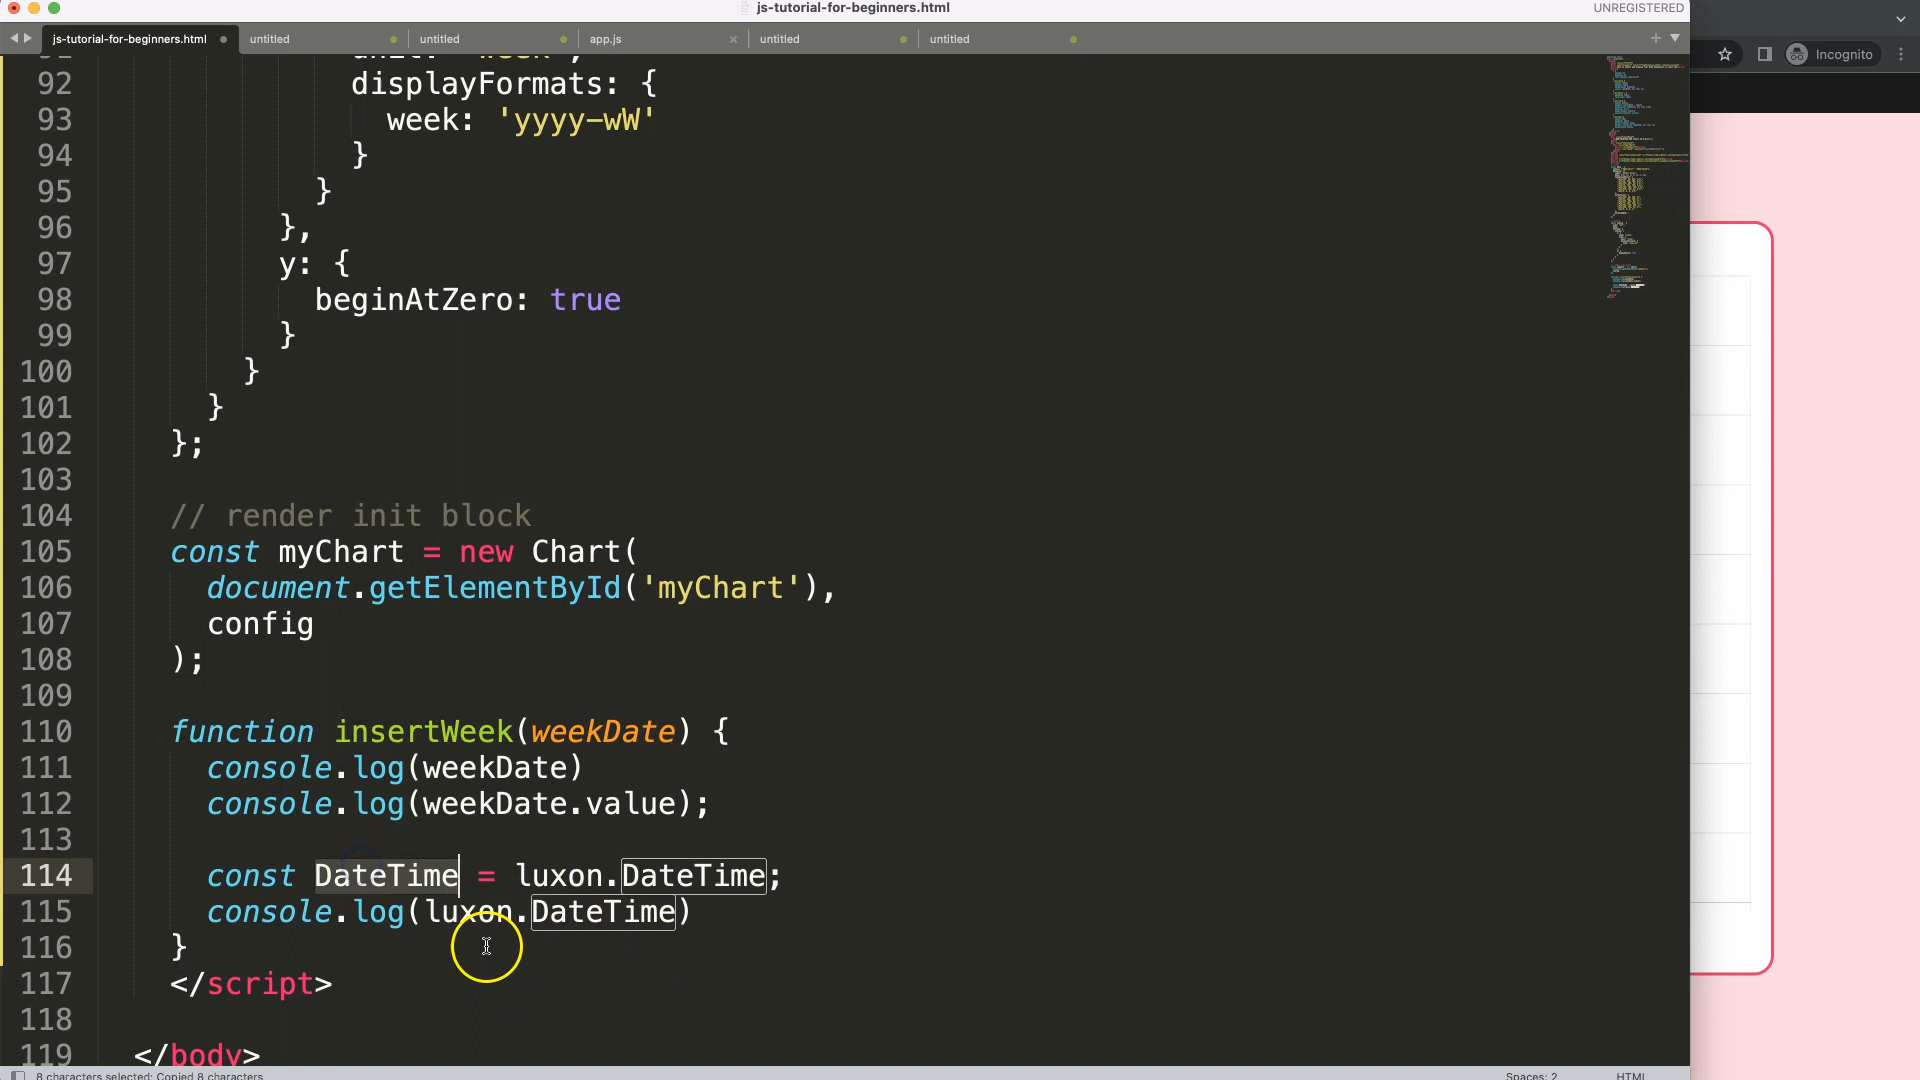 js-tutorial-for-beginners.html
UNREGISTERED
js-tutorial-for-beginners.html
untitled
untitled
app.js
untitled
untitled
Incognito
92 displayFormats: {
93 week: 'yyyy-wW'
94 }
95 }
96 },
97 y: {
98 beginAtZero: true
99 }
100 }
101 }
102 };
103
104 // render init block
105 const myChart = new Chart(
106 document.getElementById('myChart'),
107 config
108 );
109
110 function insertWeek(weekDate) {
111 console.log(weekDate)
112 console.log(weekDate.value);
113
114 const DateTime = luxon.DateTime;
115 console.log(luxon.DateTime)
116 }
117 </script>
118
119 </body>
8 characters selected: Copied 8 characters
Spaces: 2
HTML